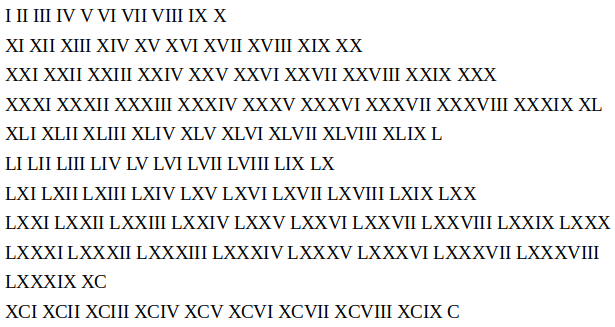 I II III IV V VI VII VIII IX X
XI XII XIII XIV XV XVI XVII XVIII XIX XX
XXI XXII XXIII XXIV XXV XXVI XXVII XXVIII XXIX XXX
XXXI XXXII XXXIII XXXIV XXXV XXXVI XXXVII XXXVIII XXXIX XL
XLI XLII XLIII XLIV XLV XLVI XLVII XLVIII XLIX L
LI LII LIII LIV LV LVI LVII LVIII LIX LX
LXI LXII LXIII LXIV LXV LXVI LXVII LXVIII LXIX LXX
LXXI LXXII LXXIII LXXIV LXXV LXXVI LXXVII LXXVIII LXXIX LXXX
LXXXI LXXXII LXXXIII LXXXIV LXXXV LXXXVI LXXXVII LXXXVIII
LXXXIX XC
XCI XCII XCIII XCIV XCV XCVI XCVII XCVIII XCIX C